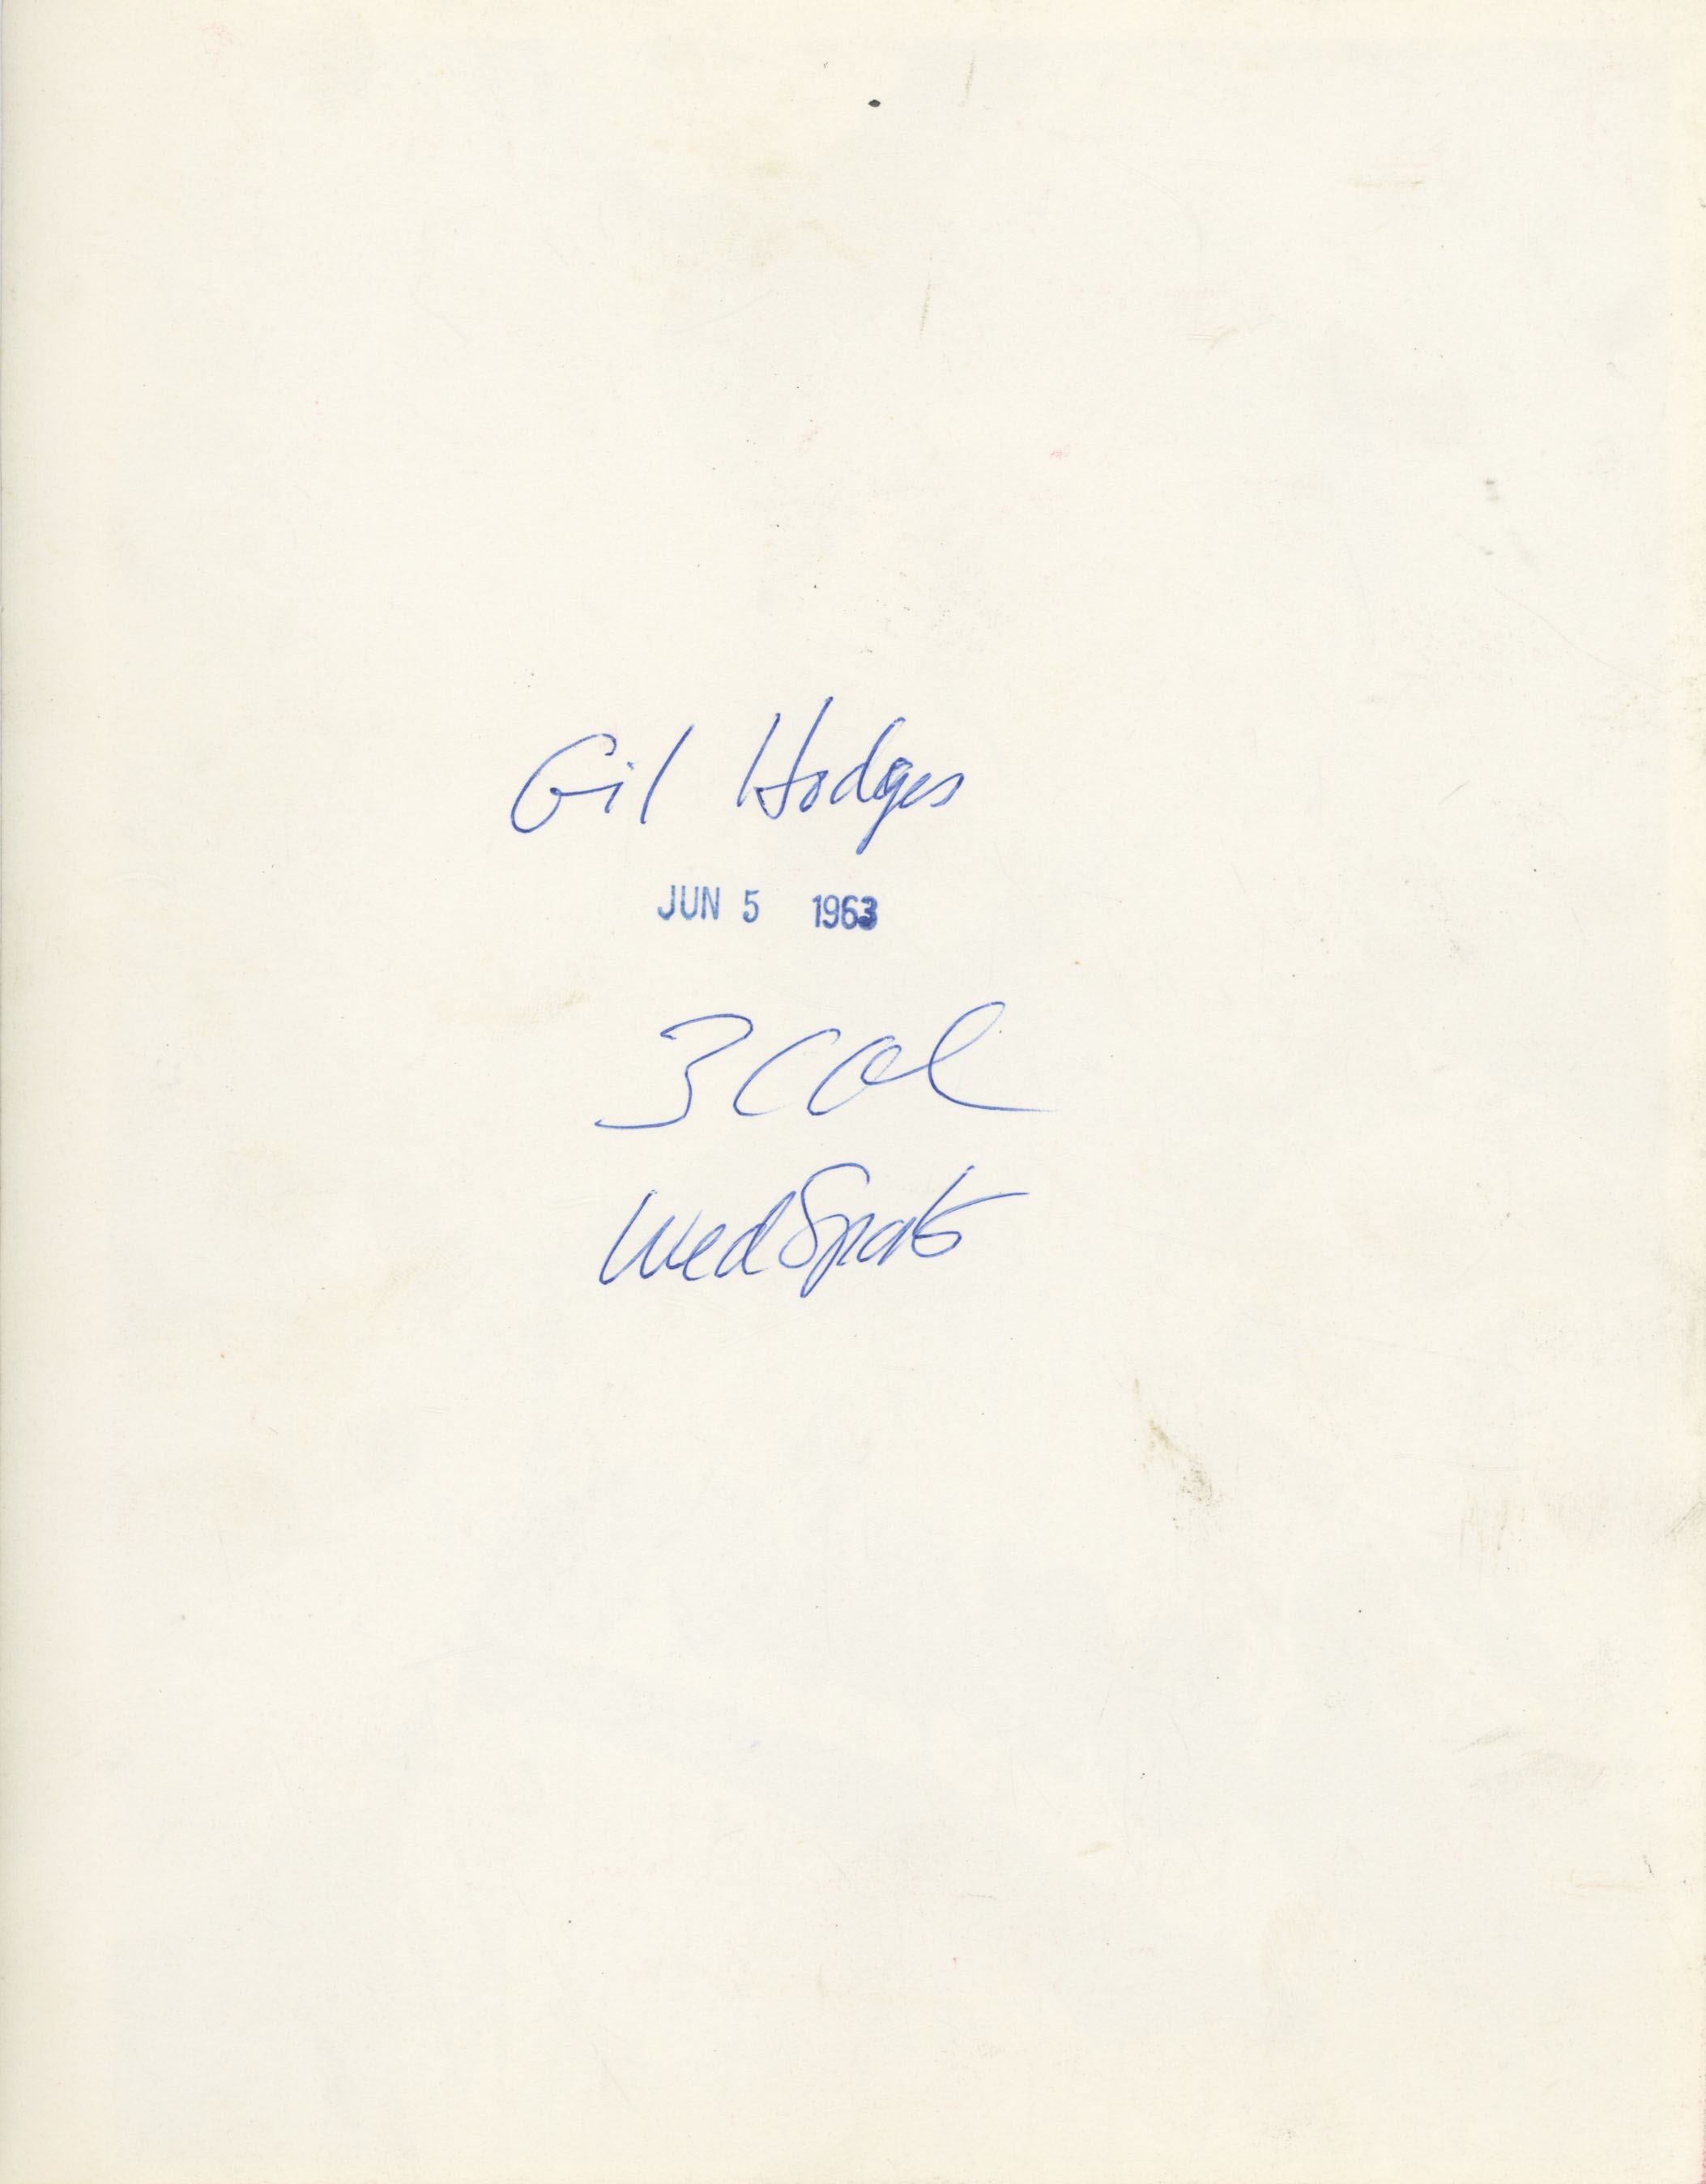 Gil Hodges
JUN 5 1963
3 col
Wed Sports